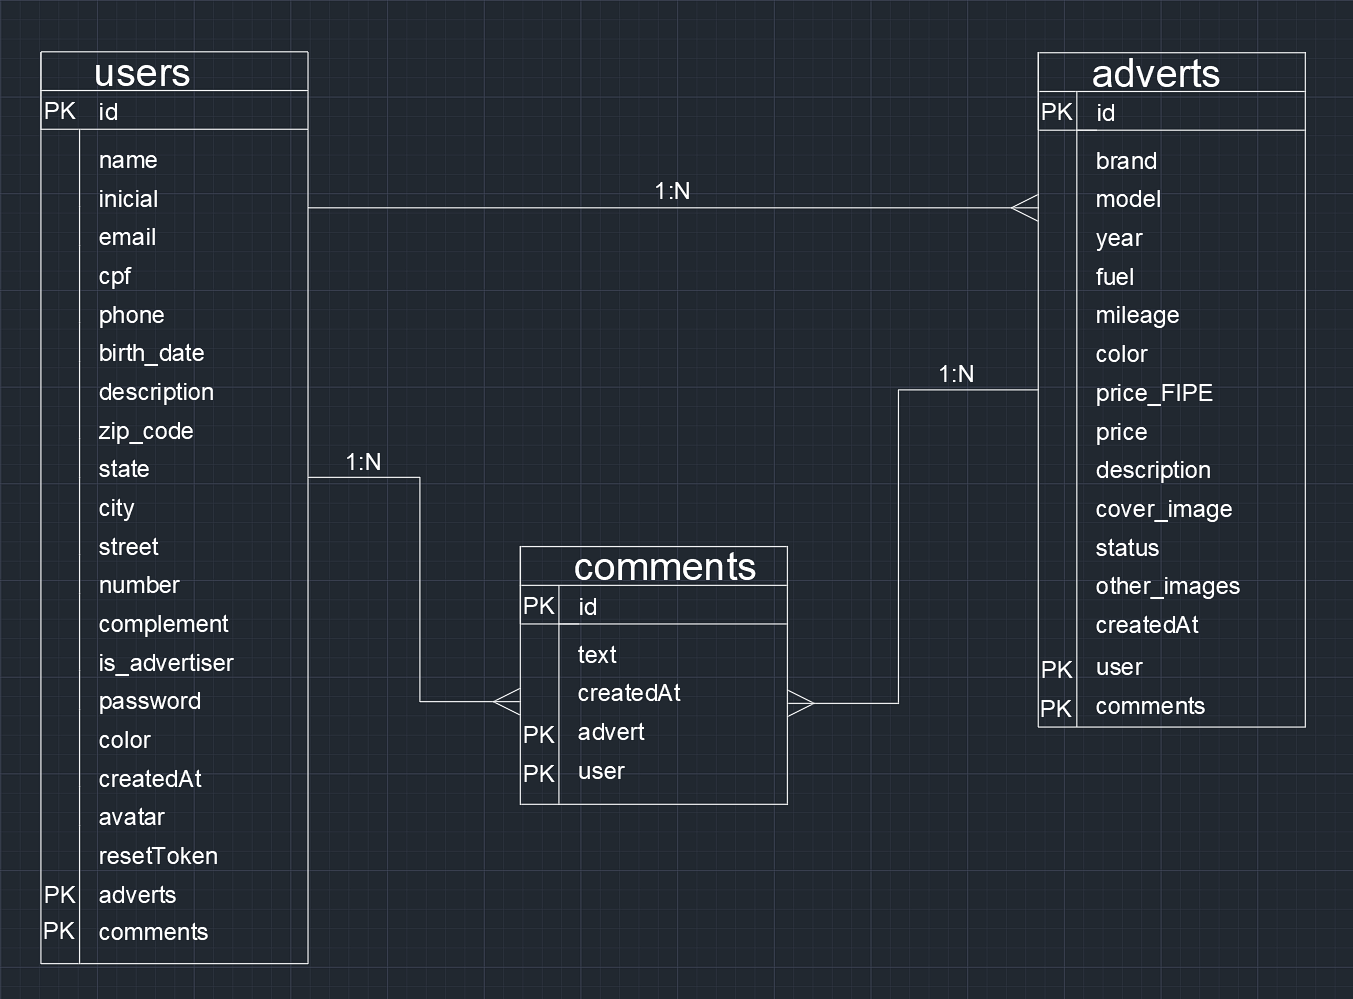 users
PK id
name
inicial
email
cpf
phone
birth_date
description
zip_code
state
city
street
number
complement
is_advertiser
password
color
createdAt
avatar
resetToken
PK adverts
PK comments
1:N
1:N
1:N
comments
PK id
text
createdAt
PK advert
PK user
adverts
PK id
brand
model
year
fuel
mileage
color
price_FIPE
price
description
cover_image
status
other_images
createdAt
PK user
PK comments